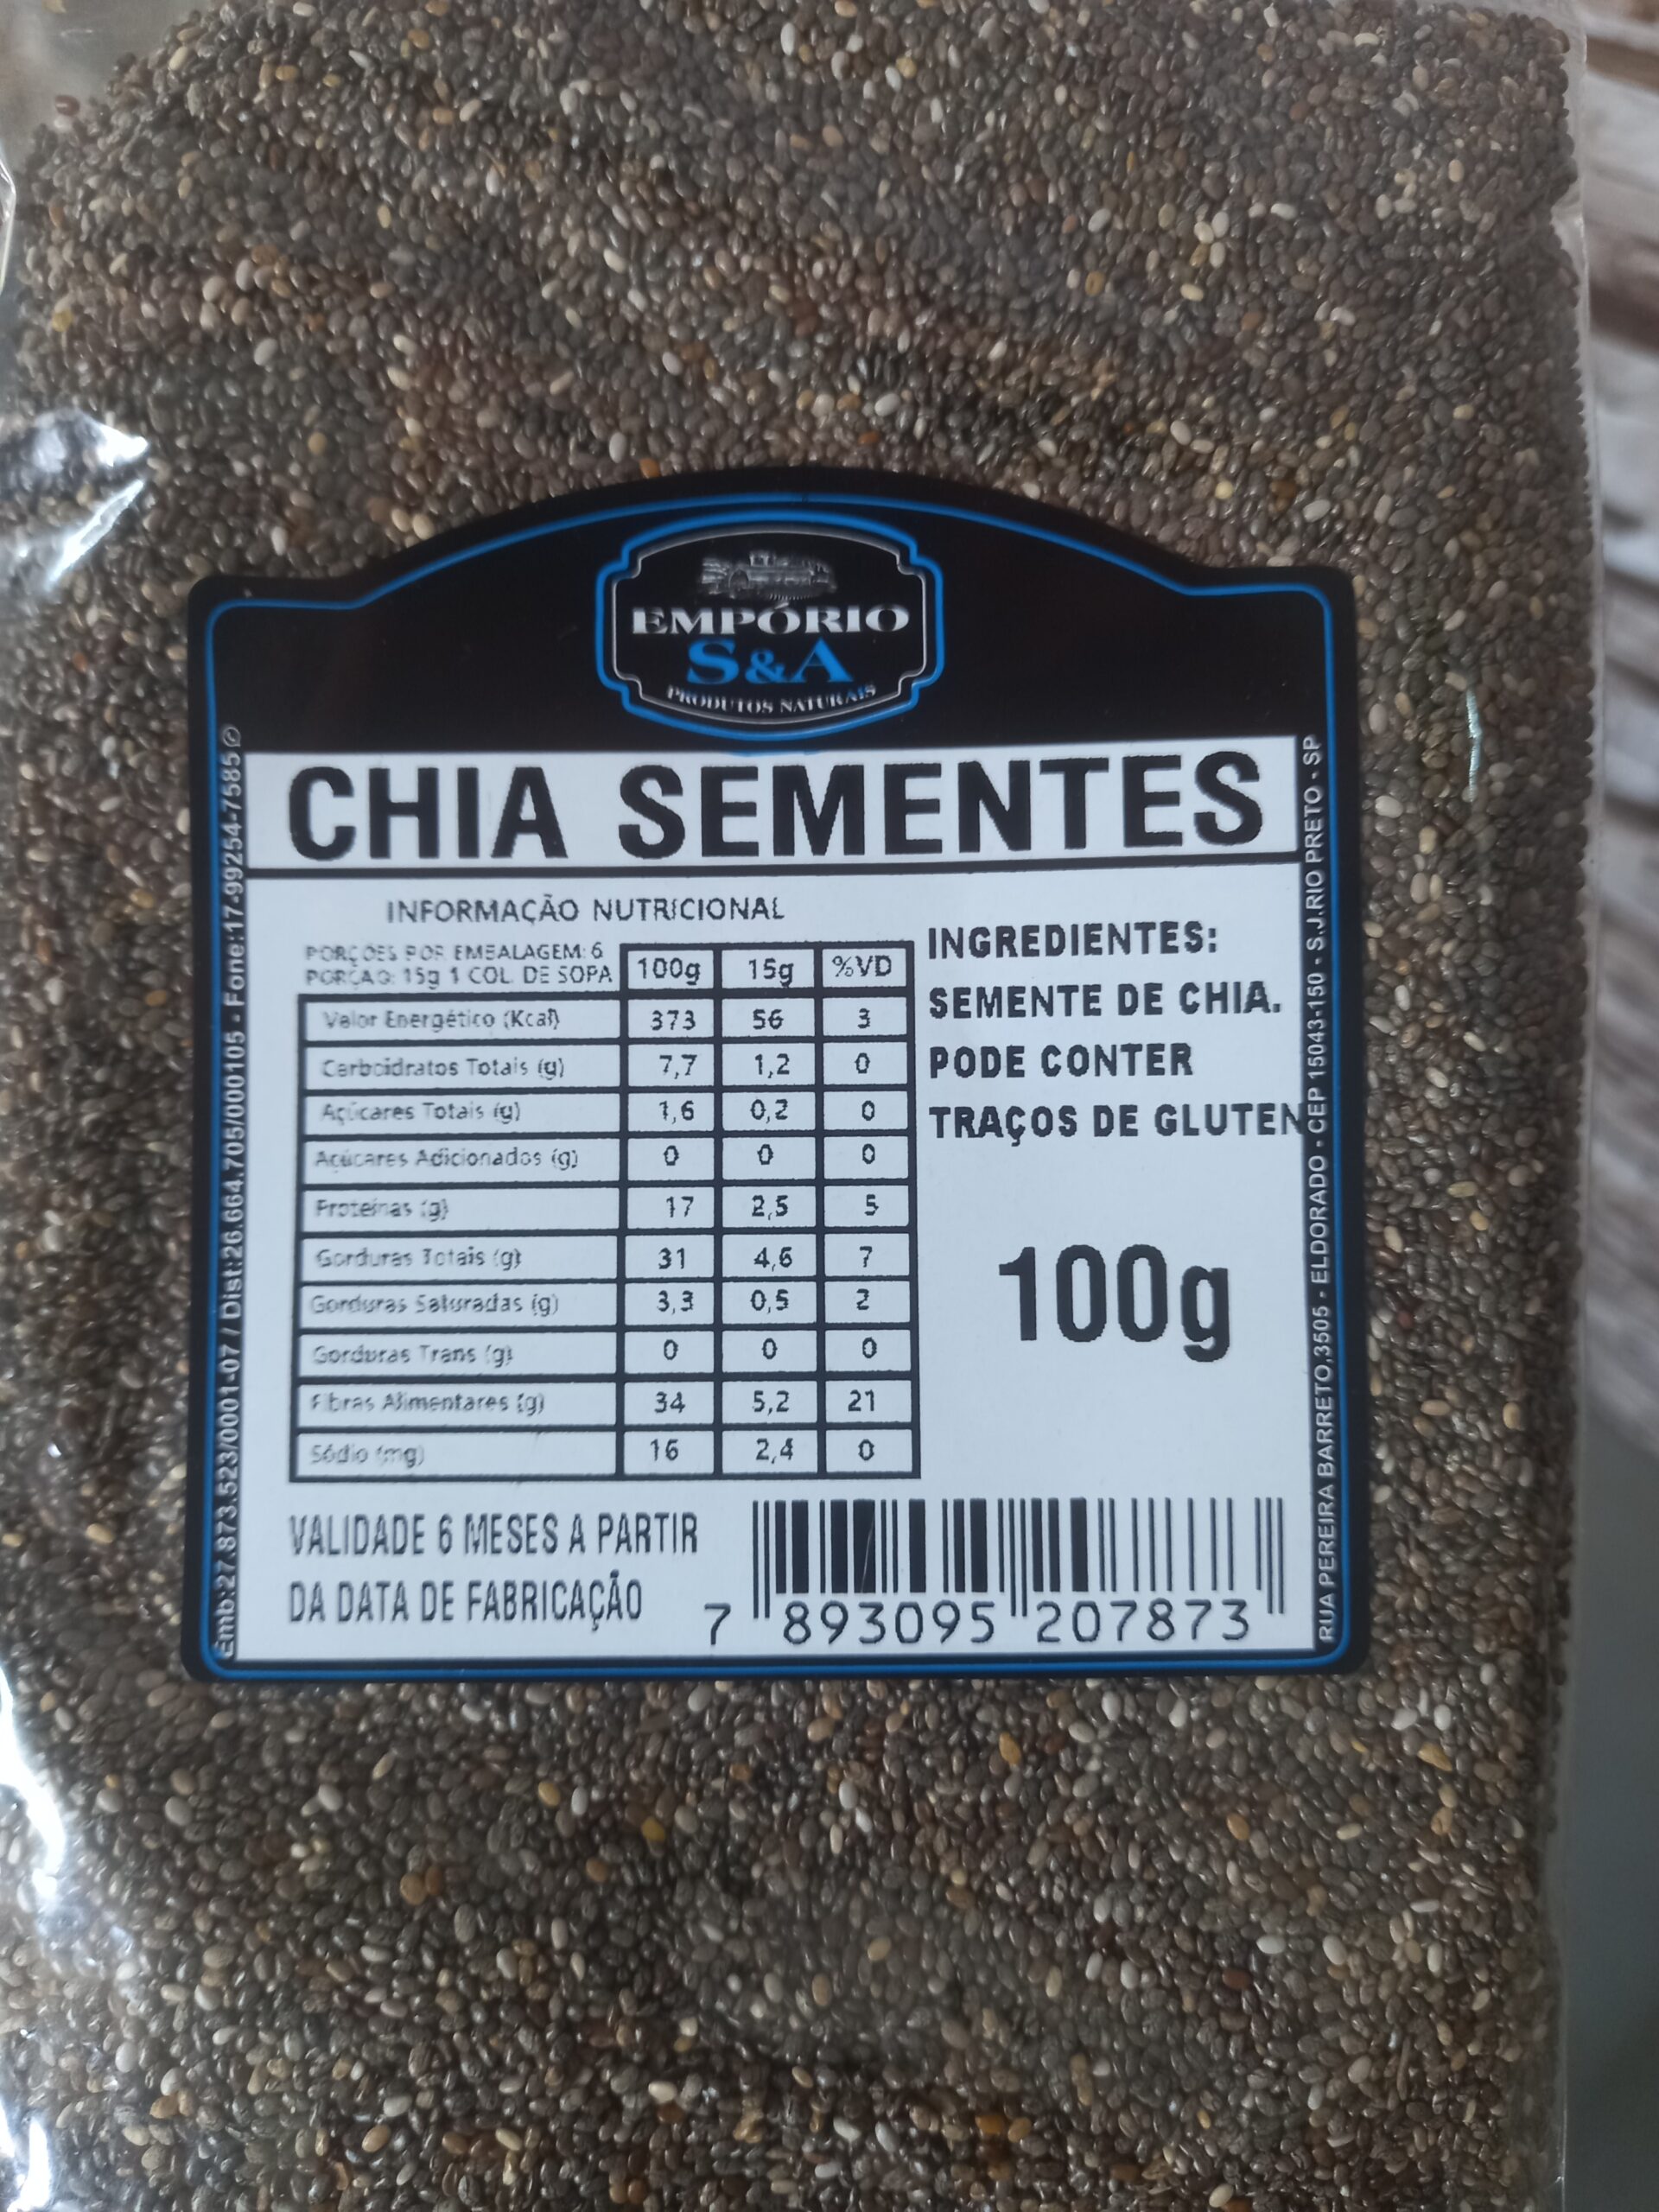 EMPÓRIO
S&A
PRODUTOS NATURAIS
CHIA SEMENTES
INFORMAÇÃO NUTRICIONAL
PORÇOES POR EMBALAGEM: 6
PORÇAO: 15g 1 COL. DE SOPA
100g 15g %VD
Valor Energético (Kcal) 373 56 3
Carboidratos Totais (g) 7,7 1,2 0
Açúcares Totais (g) 1,6 0,2 0
Açúcares Adicionados (g) 0 0 0
Proteínas (g) 17 2,5 5
Gorduras Totais (g) 31 4,6 7
Gorduras Saturadas (g) 3,3 0,5 2
Gorduras Trans (g) 0 0 0
Fibras Alimentares (g) 34 5,2 21
Sódio (mg) 16 2,4 0
INGREDIENTES:
SEMENTE DE CHIA.
PODE CONTER
TRAÇOS DE GLUTEN
100g
VALIDADE 6 MESES A PARTIR
DA DATA DE FABRICAÇÃO
7 893095 207873
Emb:27.873.523/0001-07 / Dist:26.664.705/000105 - Fone:17-99254-7585
RUA PEREIRA BARRETO,3505 - ELDORADO - CEP 15043-150 - S.J.RIO PRETO - SP